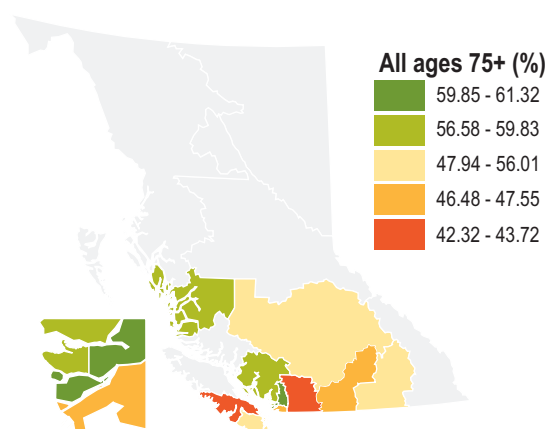 All ages 75+ (%)
59.85 - 61.32
56.58 - 59.83
47.94 - 56.01
46.48 - 47.55
42.32 - 43.72